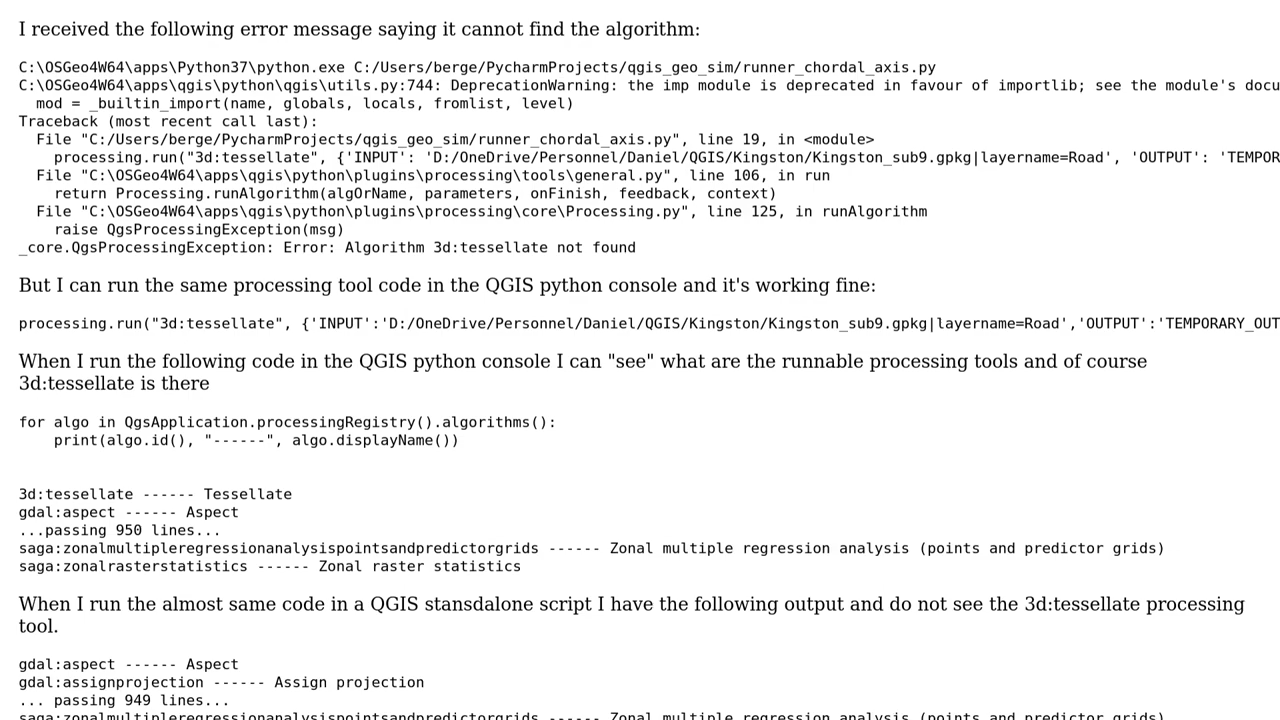 I received the following error message saying it cannot find the algorithm:
C:\OSGeo4W64\apps\Python37\python.exe C:/Users/berge/PycharmProjects/qgis_geo_sim/runner_chordal_axis.py
C:\OSGeo4W64\apps\qgis\python\qgis\utils.py:744: DeprecationWarning: the imp module is deprecated in favour of importlib; see the module's docu
  mod = _builtin_import(name, globals, locals, fromlist, level)
Traceback (most recent call last):
  File "C:/Users/berge/PycharmProjects/qgis_geo_sim/runner_chordal_axis.py", line 19, in <module>
    processing.run("3d:tessellate", {'INPUT': 'D:/OneDrive/Personnel/Daniel/QGIS/Kingston/Kingston_sub9.gpkg|layername=Road', 'OUTPUT': 'TEMPOR
  File "C:\OSGeo4W64\apps\qgis\python\plugins\processing\tools\general.py", line 106, in run
    return Processing.runAlgorithm(algOrName, parameters, onFinish, feedback, context)
  File "C:\OSGeo4W64\apps\qgis\python\plugins\processing\core\Processing.py", line 125, in runAlgorithm
    raise QgsProcessingException(msg)
_core.QgsProcessingException: Error: Algorithm 3d:tessellate not found
But I can run the same processing tool code in the QGIS python console and it's working fine:
processing.run("3d:tessellate", {'INPUT':'D:/OneDrive/Personnel/Daniel/QGIS/Kingston/Kingston_sub9.gpkg|layername=Road','OUTPUT':'TEMPORARY_OUT
When I run the following code in the QGIS python console I can "see" what are the runnable processing tools and of course
3d:tessellate is there
for algo in QgsApplication.processingRegistry().algorithms():
    print(algo.id(), "------", algo.displayName())
3d:tessellate ------ Tessellate
gdal:aspect ------ Aspect
...passing 950 lines...
saga:zonalmultipleregressionanalysispointsandpredictorgrids ------ Zonal multiple regression analysis (points and predictor grids)
saga:zonalrasterstatistics ------ Zonal raster statistics
When I run the almost same code in a QGIS stansdalone script I have the following output and do not see the 3d:tessellate processing
tool.
gdal:aspect ------ Aspect
gdal:assignprojection ------ Assign projection
... passing 949 lines...
saga:zonalmultipleregressionanalysispointsandpredictorgrids ------ Zonal multiple regression analysis (points and predictor grids)